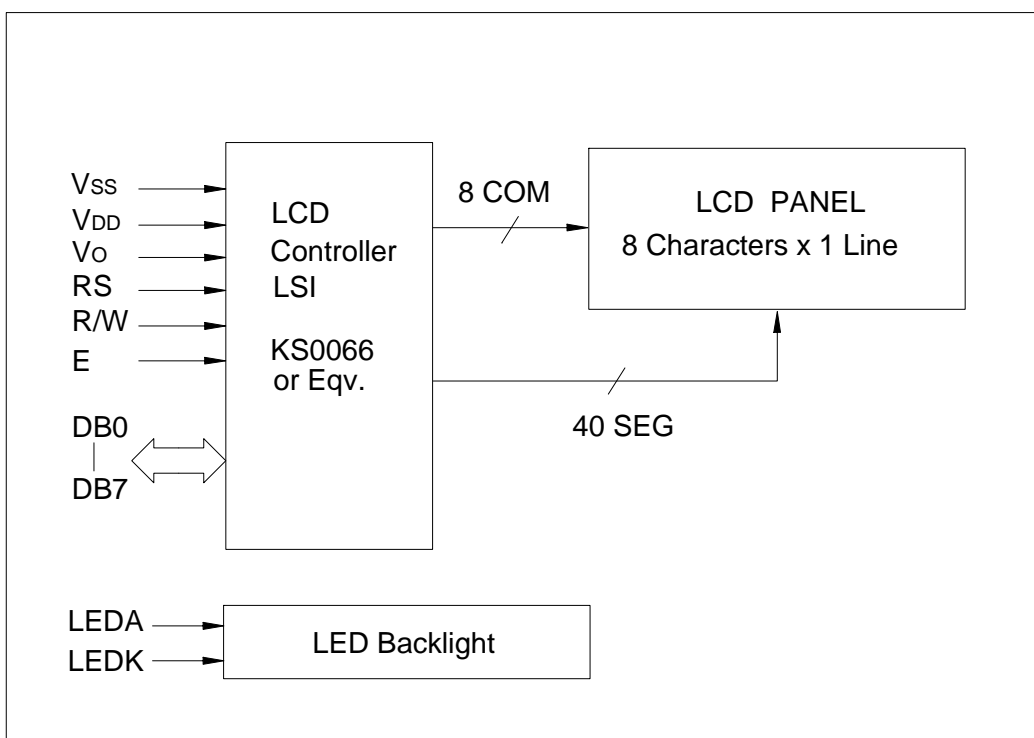 VSS
VDD
VO
RS
R/W
E
DB0
DB7
LCD
Controller
LSI
KS0066
or Eqv.
8 COM
40 SEG
LCD PANEL
8 Characters x 1 Line
LEDA
LEDK
LED Backlight